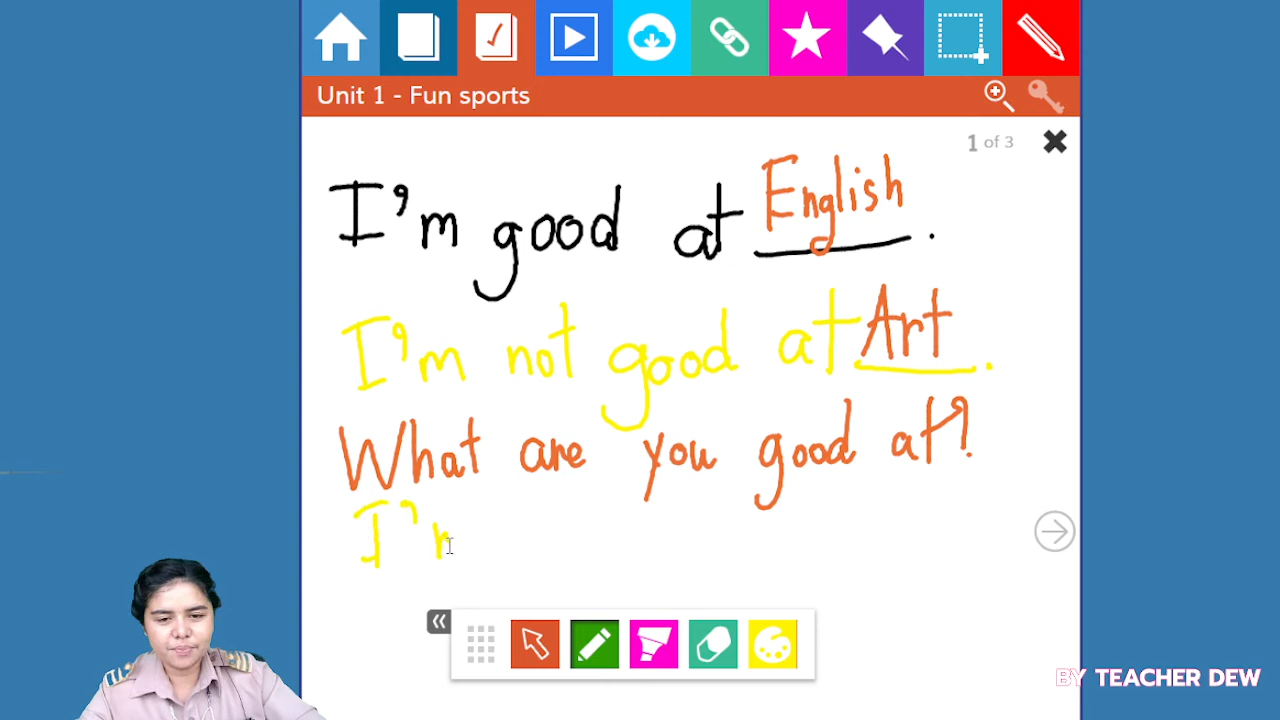 Unit 1 - Fun sports
1 of 3
I'm good at English.
I'm not good at Art.
What are you good at?
I'm
BY TEACHER DEW